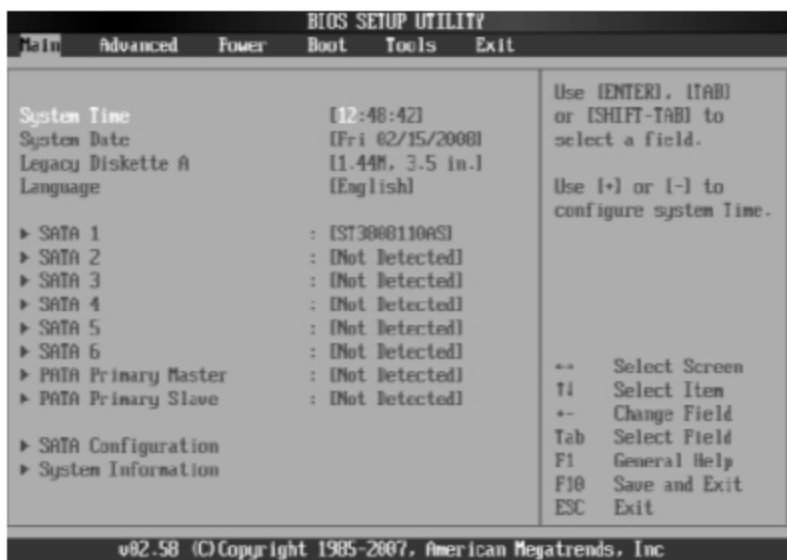 BIOS SETUP UTILITY
Main Advanced Power Boot Tools Exit
System Time [12:48:42]
System Date [Fri 02/15/2008]
Legacy Diskette A [1.44M, 3.5 in.]
Language [English]
▶ SATA 1 : [ST3808110AS]
▶ SATA 2 : [Not Detected]
▶ SATA 3 : [Not Detected]
▶ SATA 4 : [Not Detected]
▶ SATA 5 : [Not Detected]
▶ SATA 6 : [Not Detected]
▶ PATA Primary Master : [Not Detected]
▶ PATA Primary Slave : [Not Detected]
▶ SATA Configuration
▶ System Information
Use [ENTER], [TAB]
or [SHIFT-TAB] to
select a field.
Use [+] or [-] to
configure system Time.
←→ Select Screen
↑↓ Select Item
+- Change Field
Tab Select Field
F1 General Help
F10 Save and Exit
ESC Exit
v02.58 (C)Copyright 1985-2007, American Megatrends, Inc